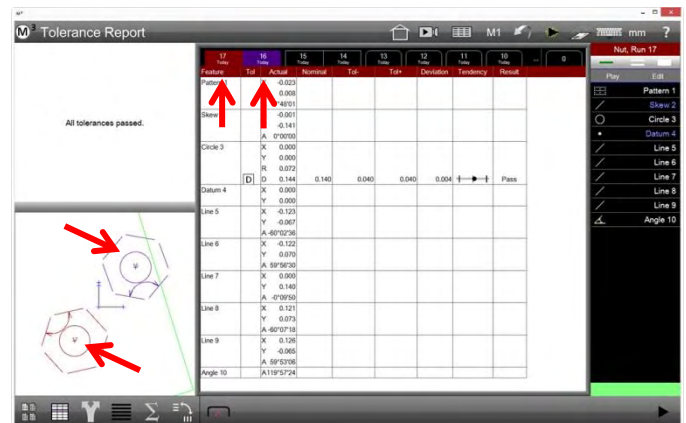 M³ Tolerance Report
M1
mm
?
All tolerances passed.
17 Today 16 Today 15 Today 14 Today 13 Today 12 Today 11 Today 10 Today ... 0
Feature Tol Actual Nominal Tol- Tol+ Deviation Tendency Result
Pattern 1 -0.023
0.008
°48'01
Skew -0.001
-0.141
A 0°00'00
Circle 3 X 0.000
Y 0.000
R 0.072
D D 0.144 0.140 0.040 0.040 0.004 Pass
Datum 4 X 0.000
Y 0.000
Line 5 X -0.123
Y -0.067
A -60°02'36
Line 6 X -0.122
Y 0.070
A 59°56'30
Line 7 X 0.000
Y 0.140
A -0°09'50
Line 8 X 0.121
Y 0.073
A -60°07'18
Line 9 X 0.126
Y -0.065
A 59°53'06
Angle 10 A119°57'24
Nut, Run 17
Play Edit
Pattern 1
Skew 2
Circle 3
Datum 4
Line 5
Line 6
Line 7
Line 8
Line 9
Angle 10